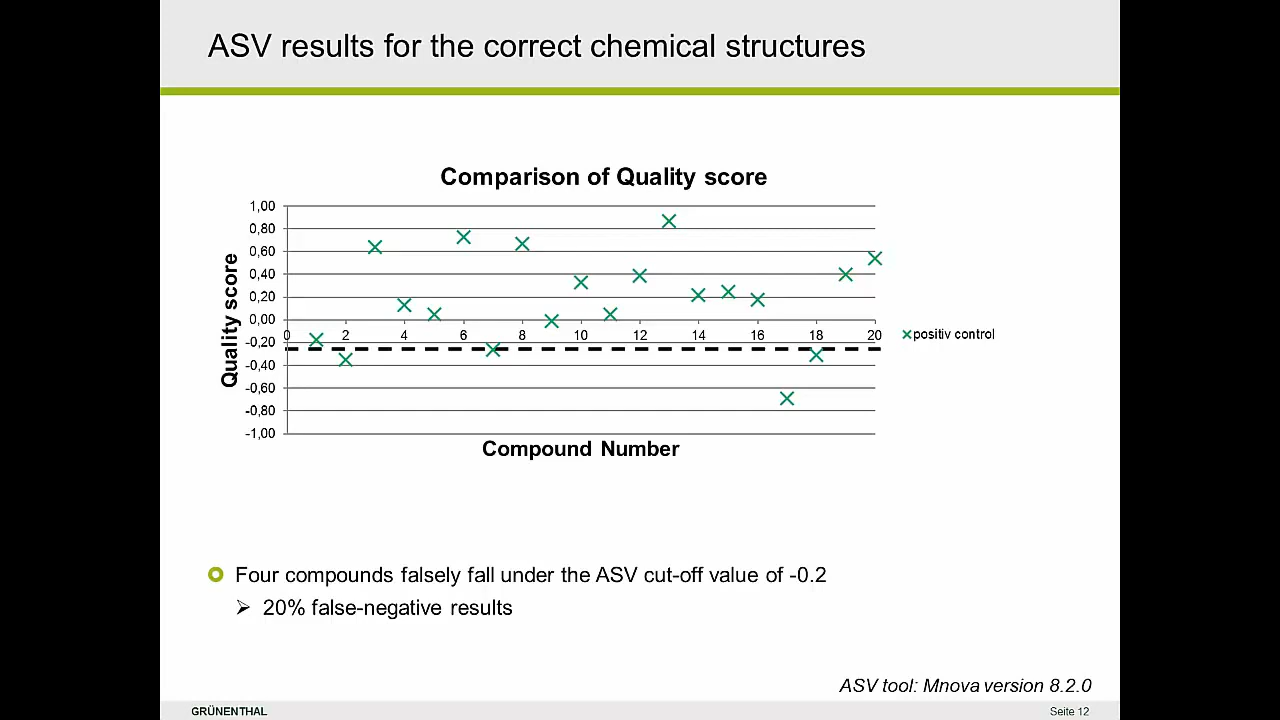 ASV results for the correct chemical structures
Comparison of Quality score
1,00
0,80
0,60
0,40
0,20
0,00
-0,20
-0,40
-0,60
-0,80
-1,00
Quality score
0 2 4 6 8 10 12 14 16 18 20
positiv control
Compound Number
Four compounds falsely fall under the ASV cut-off value of -0.2
20% false-negative results
ASV tool: Mnova version 8.2.0
GRÜNENTHAL
Seite 12